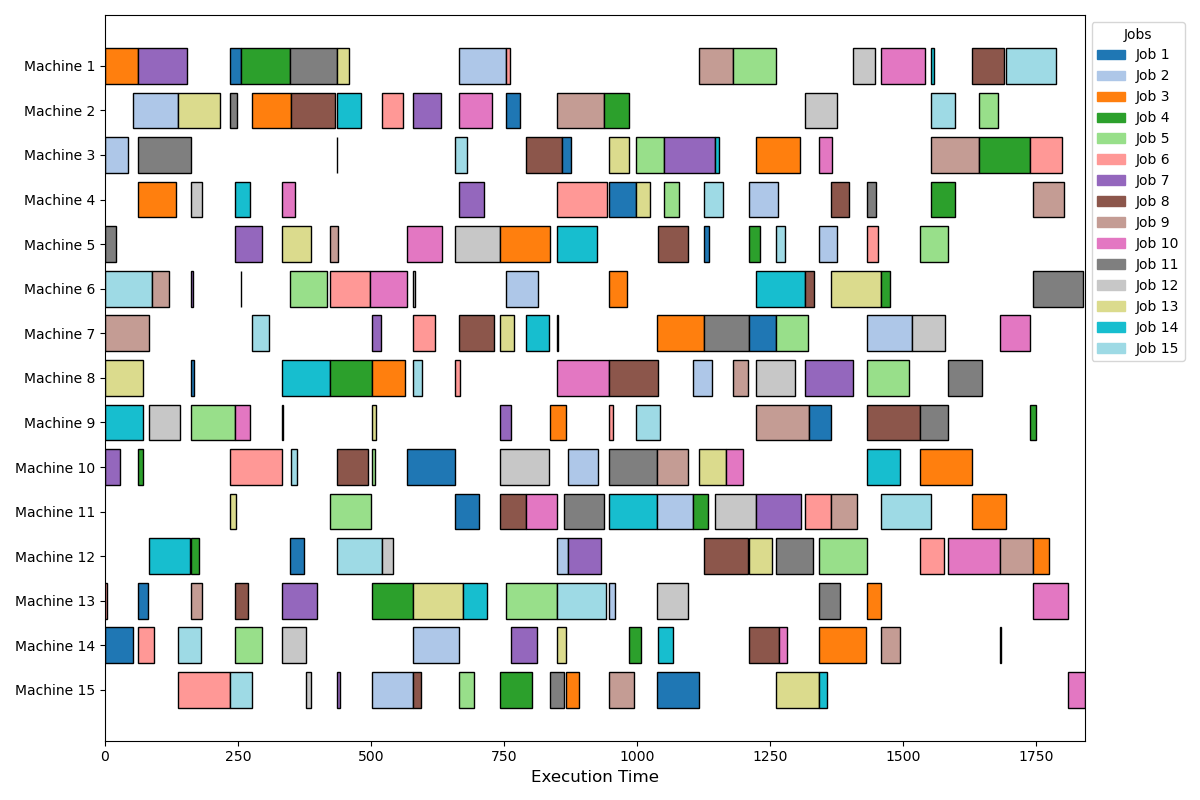 Machine 1
Machine 2
Machine 3
Machine 4
Machine 5
Machine 6
Machine 7
Machine 8
Machine 9
Machine 10
Machine 11
Machine 12
Machine 13
Machine 14
Machine 15
0 250 500 750 1000 1250 1500 1750
Execution Time
Jobs
Job 1
Job 2
Job 3
Job 4
Job 5
Job 6
Job 7
Job 8
Job 9
Job 10
Job 11
Job 12
Job 13
Job 14
Job 15